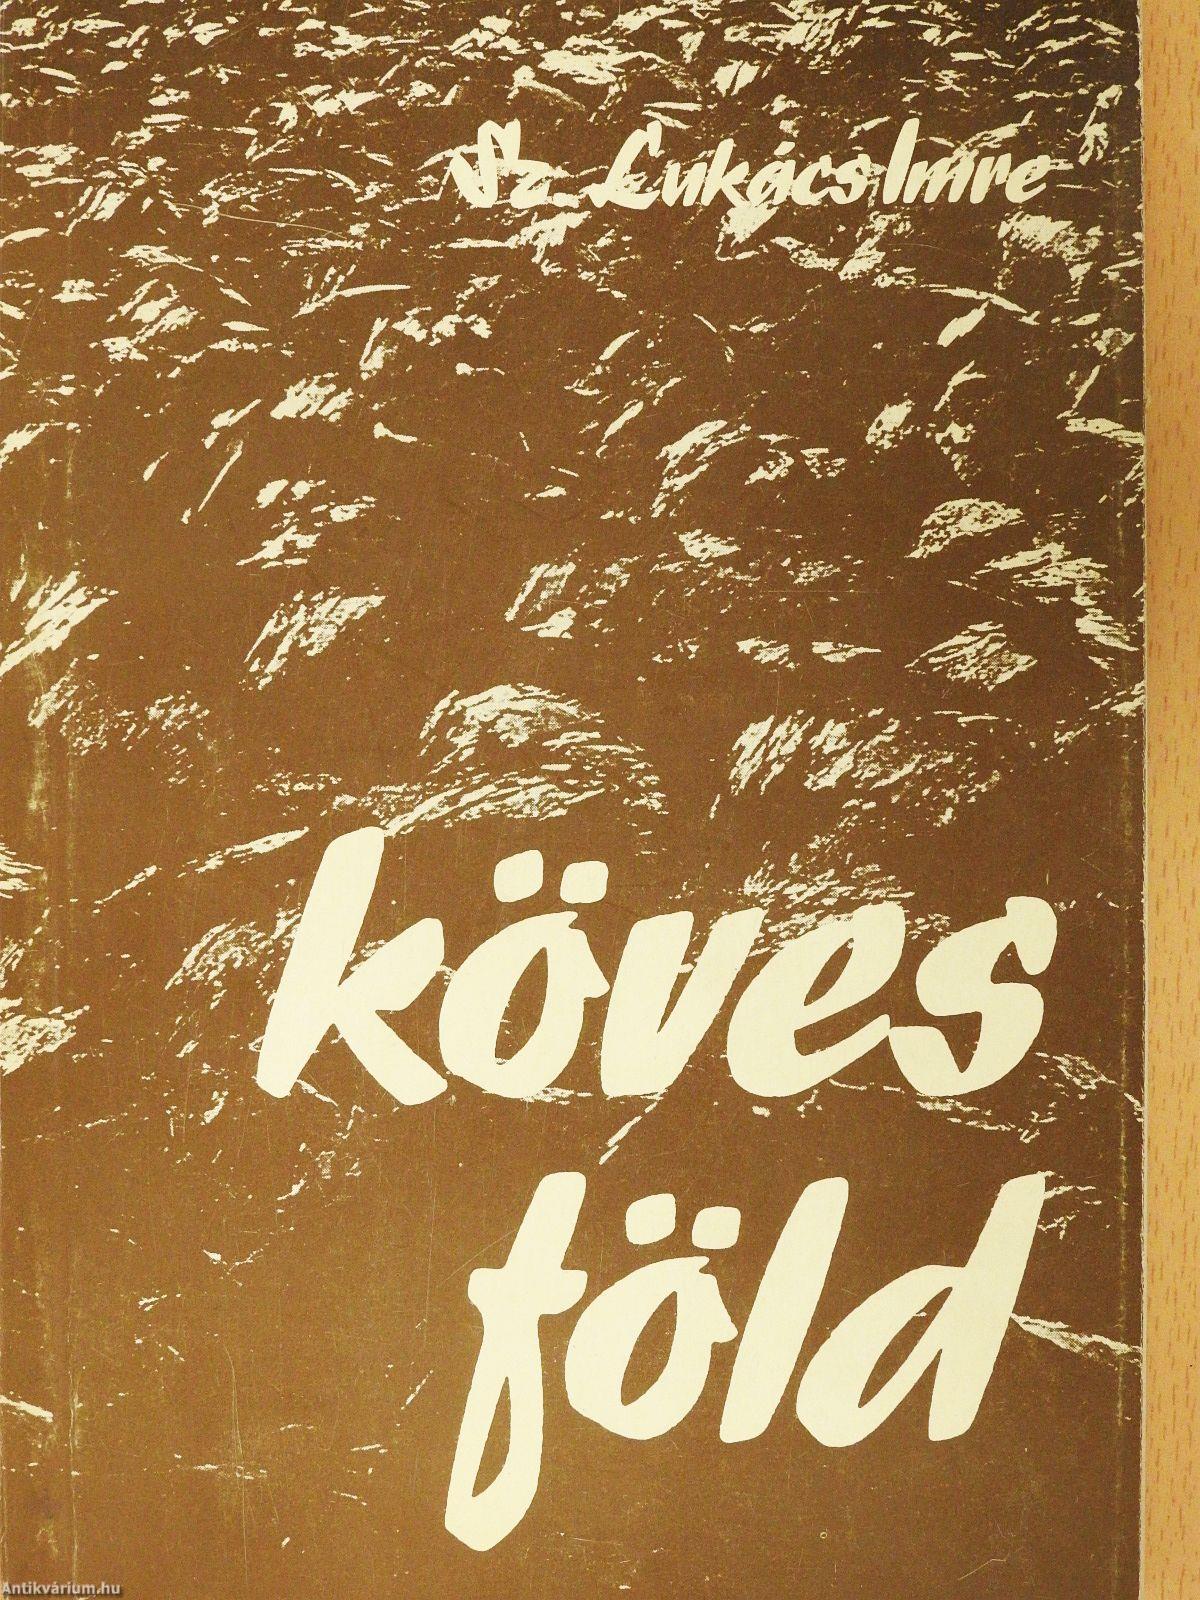 Sz. Lukács Imre
köves
föld
Antikvárium.hu